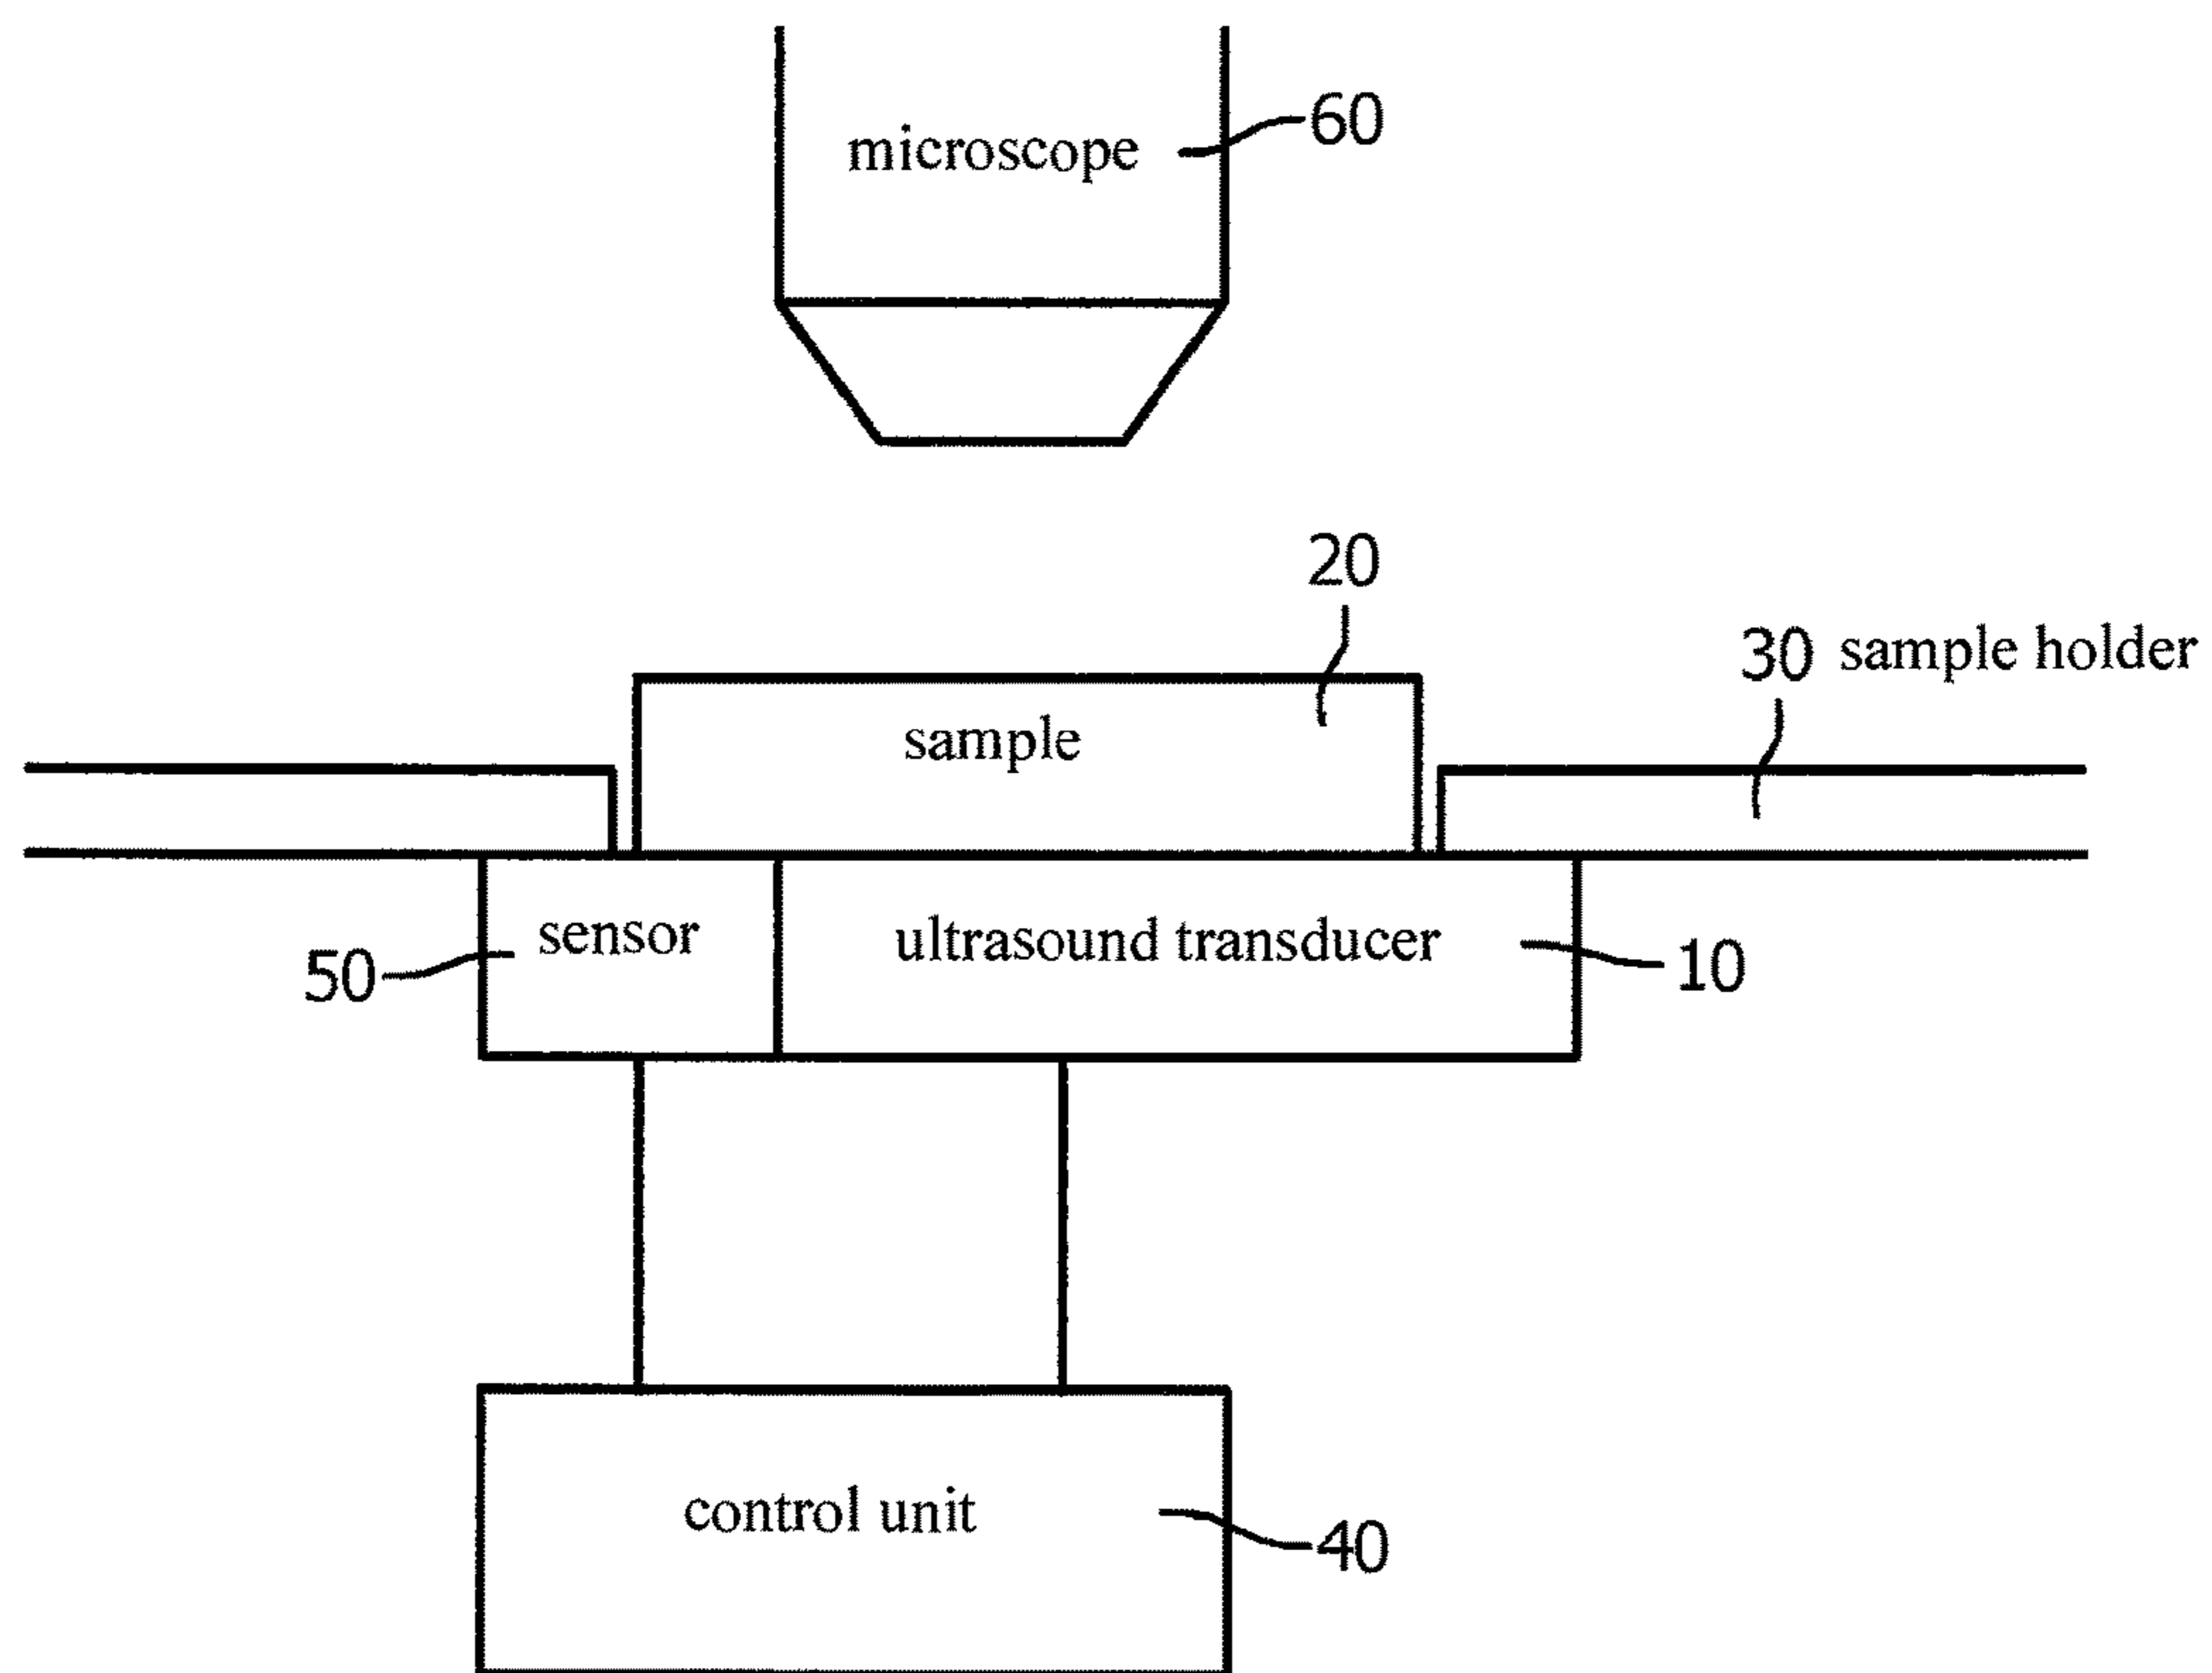 microscope 60
20
30 sample holder
sample
50 sensor ultrasound transducer 10
control unit 40